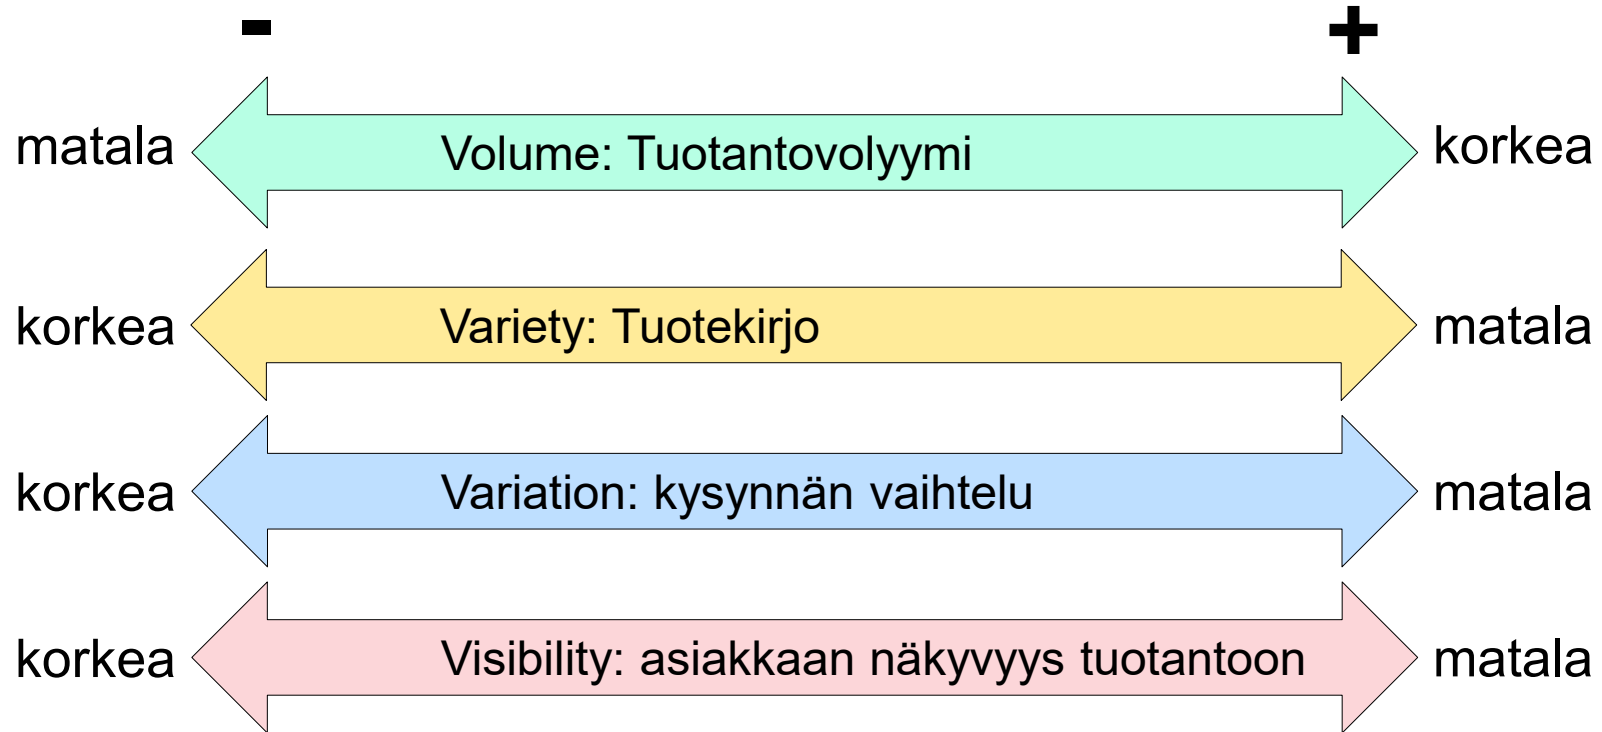 - +
matala Volume: Tuotantovolyymi korkea
korkea Variety: Tuotekirjo matala
korkea Variation: kysynnän vaihtelu matala
korkea Visibility: asiakkaan näkyvyys tuotantoon matala